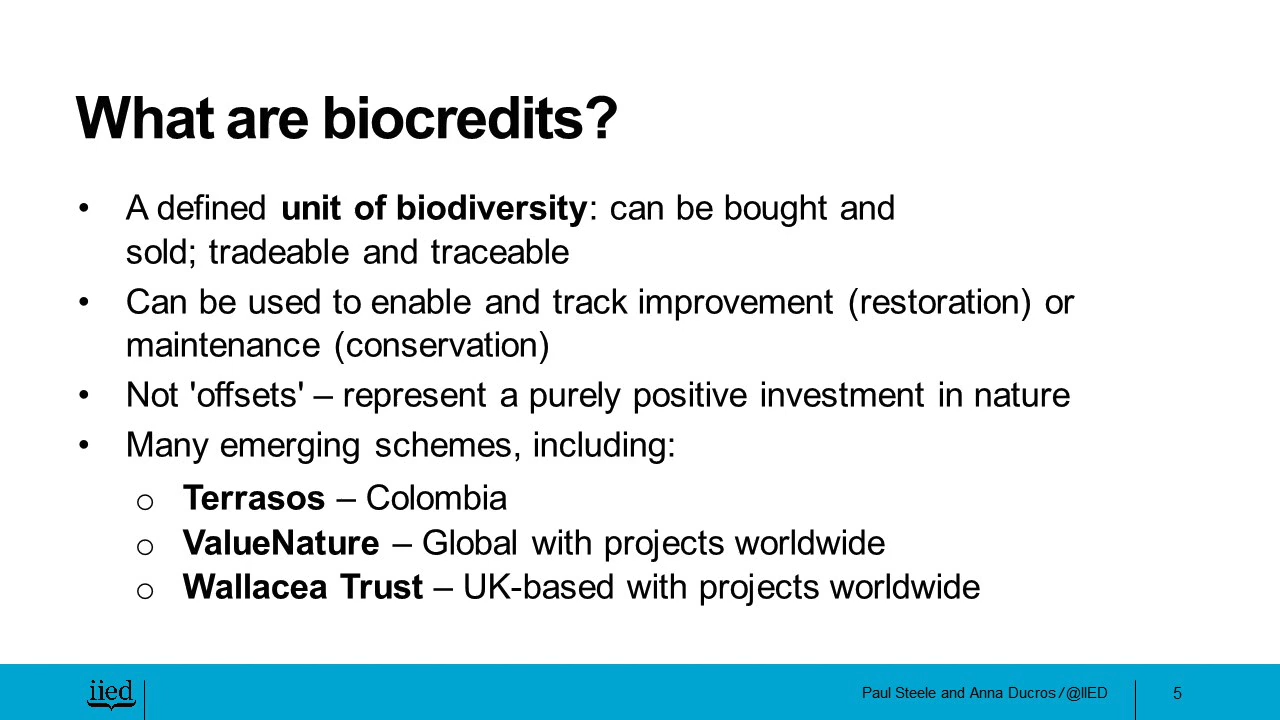 What are biocredits?
• A defined unit of biodiversity: can be bought and
sold; tradeable and traceable
• Can be used to enable and track improvement (restoration) or
maintenance (conservation)
• Not 'offsets' – represent a purely positive investment in nature
• Many emerging schemes, including:
o Terrasos – Colombia
o ValueNature – Global with projects worldwide
o Wallacea Trust – UK-based with projects worldwide
iied
Paul Steele and Anna Ducros / @IIED
5